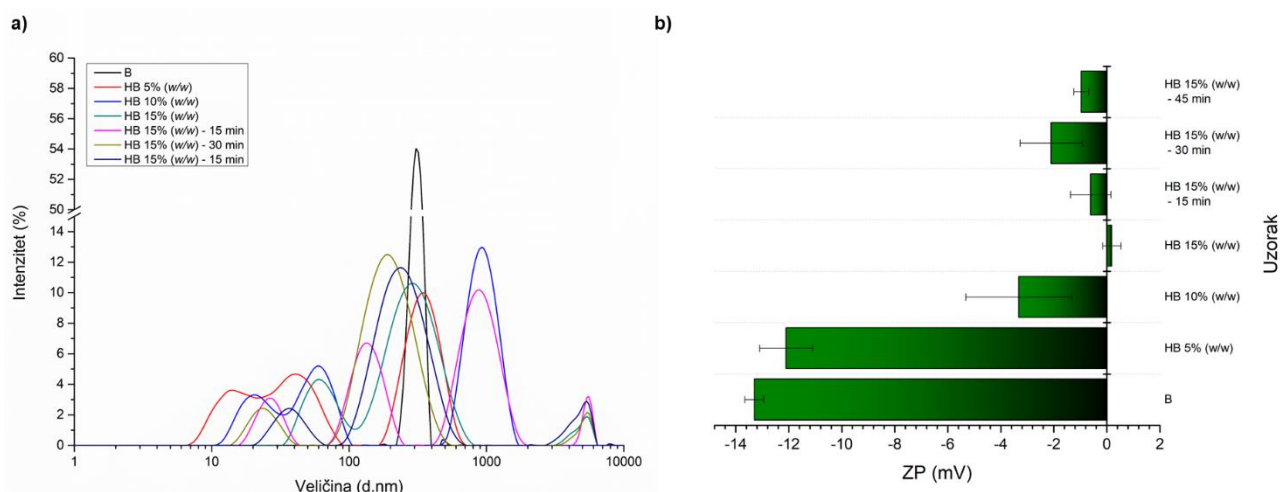 a)
60
58
56
54
52
50
14
12
10
8
6
4
2
0
Intenzitet (%)
B
HB 5% (w/w)
HB 10% (w/w)
HB 15% (w/w)
HB 15% (w/w) - 15 min
HB 15% (w/w) - 30 min
HB 15% (w/w) - 15 min
1 10 100 1000 10000
Veličina (d.nm)
b)
HB 15% (w/w)
- 45 min
HB 15% (w/w)
- 30 min
HB 15% (w/w)
- 15 min
HB 15% (w/w)
HB 10% (w/w)
HB 5% (w/w)
B
Uzorak
-14 -12 -10 -8 -6 -4 -2 0 2
ZP (mV)